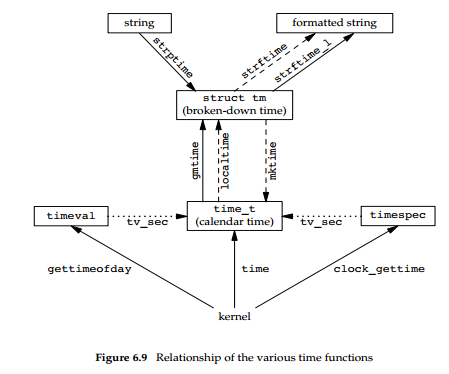 string
formatted string
strptime
strftime
strftime_l
struct tm
(broken-down time)
gmtime
localtime
mktime
timeval
tv_sec
time_t
(calendar time)
tv_sec
timespec
gettimeofday
time
clock_gettime
kernel
Figure 6.9 Relationship of the various time functions